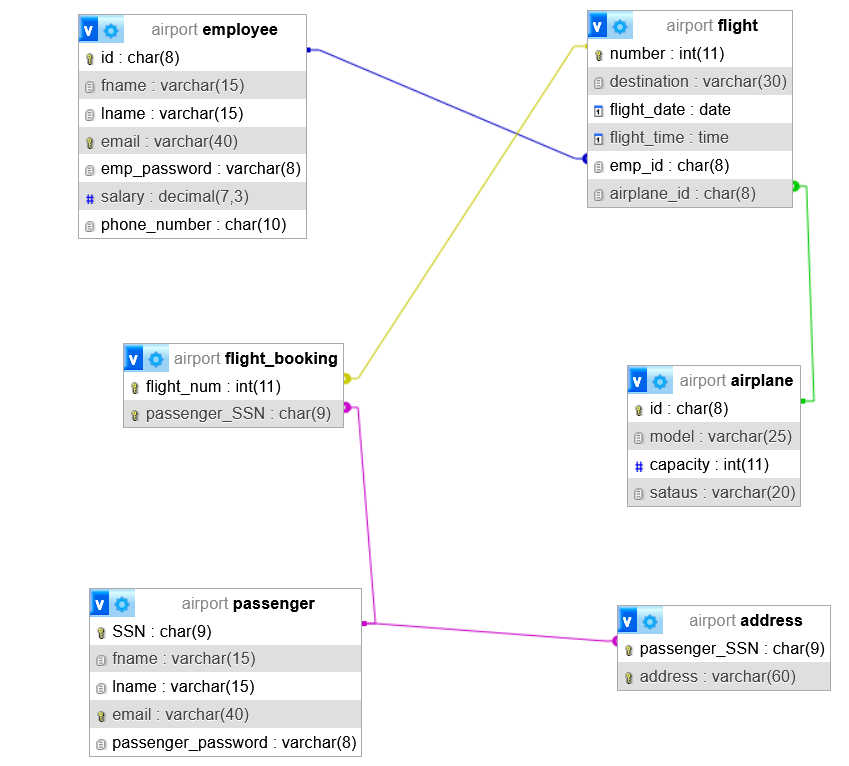 airport employee
id : char(8)
fname : varchar(15)
lname : varchar(15)
email : varchar(40)
emp_password : varchar(8)
salary : decimal(7,3)
phone_number : char(10)
airport flight
number : int(11)
destination : varchar(30)
flight_date : date
flight_time : time
emp_id : char(8)
airplane_id : char(8)
airport flight_booking
flight_num : int(11)
passenger_SSN : char(9)
airport airplane
id : char(8)
model : varchar(25)
capacity : int(11)
sataus : varchar(20)
airport passenger
SSN : char(9)
fname : varchar(15)
lname : varchar(15)
email : varchar(40)
passenger_password : varchar(8)
airport address
passenger_SSN : char(9)
address : varchar(60)